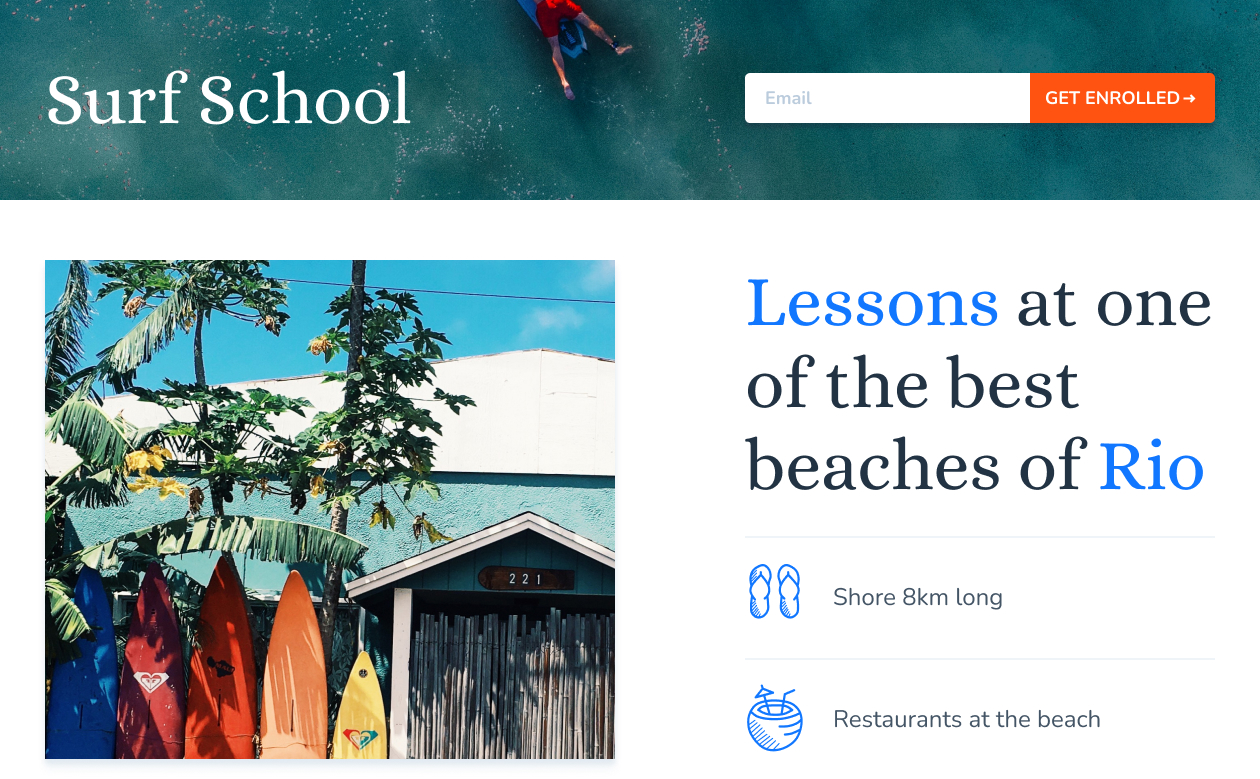 Surf School
Email
GET ENROLLED➔
Lessons at one
of the best
beaches of Rio
221
Shore 8km long
Restaurants at the beach